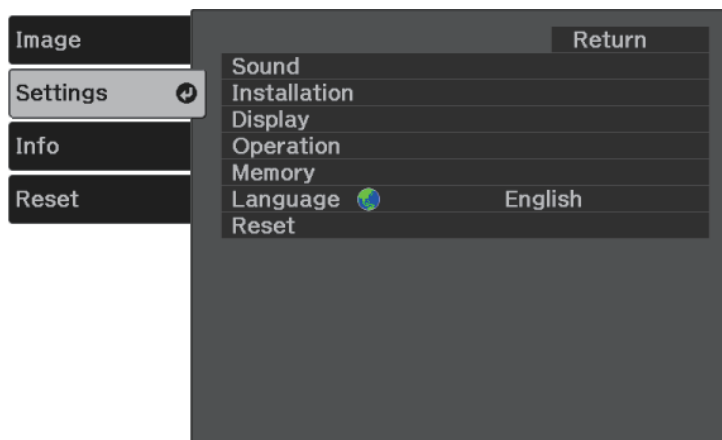 Image
Settings
Info
Reset
Return
Sound
Installation
Display
Operation
Memory
Language English
Reset